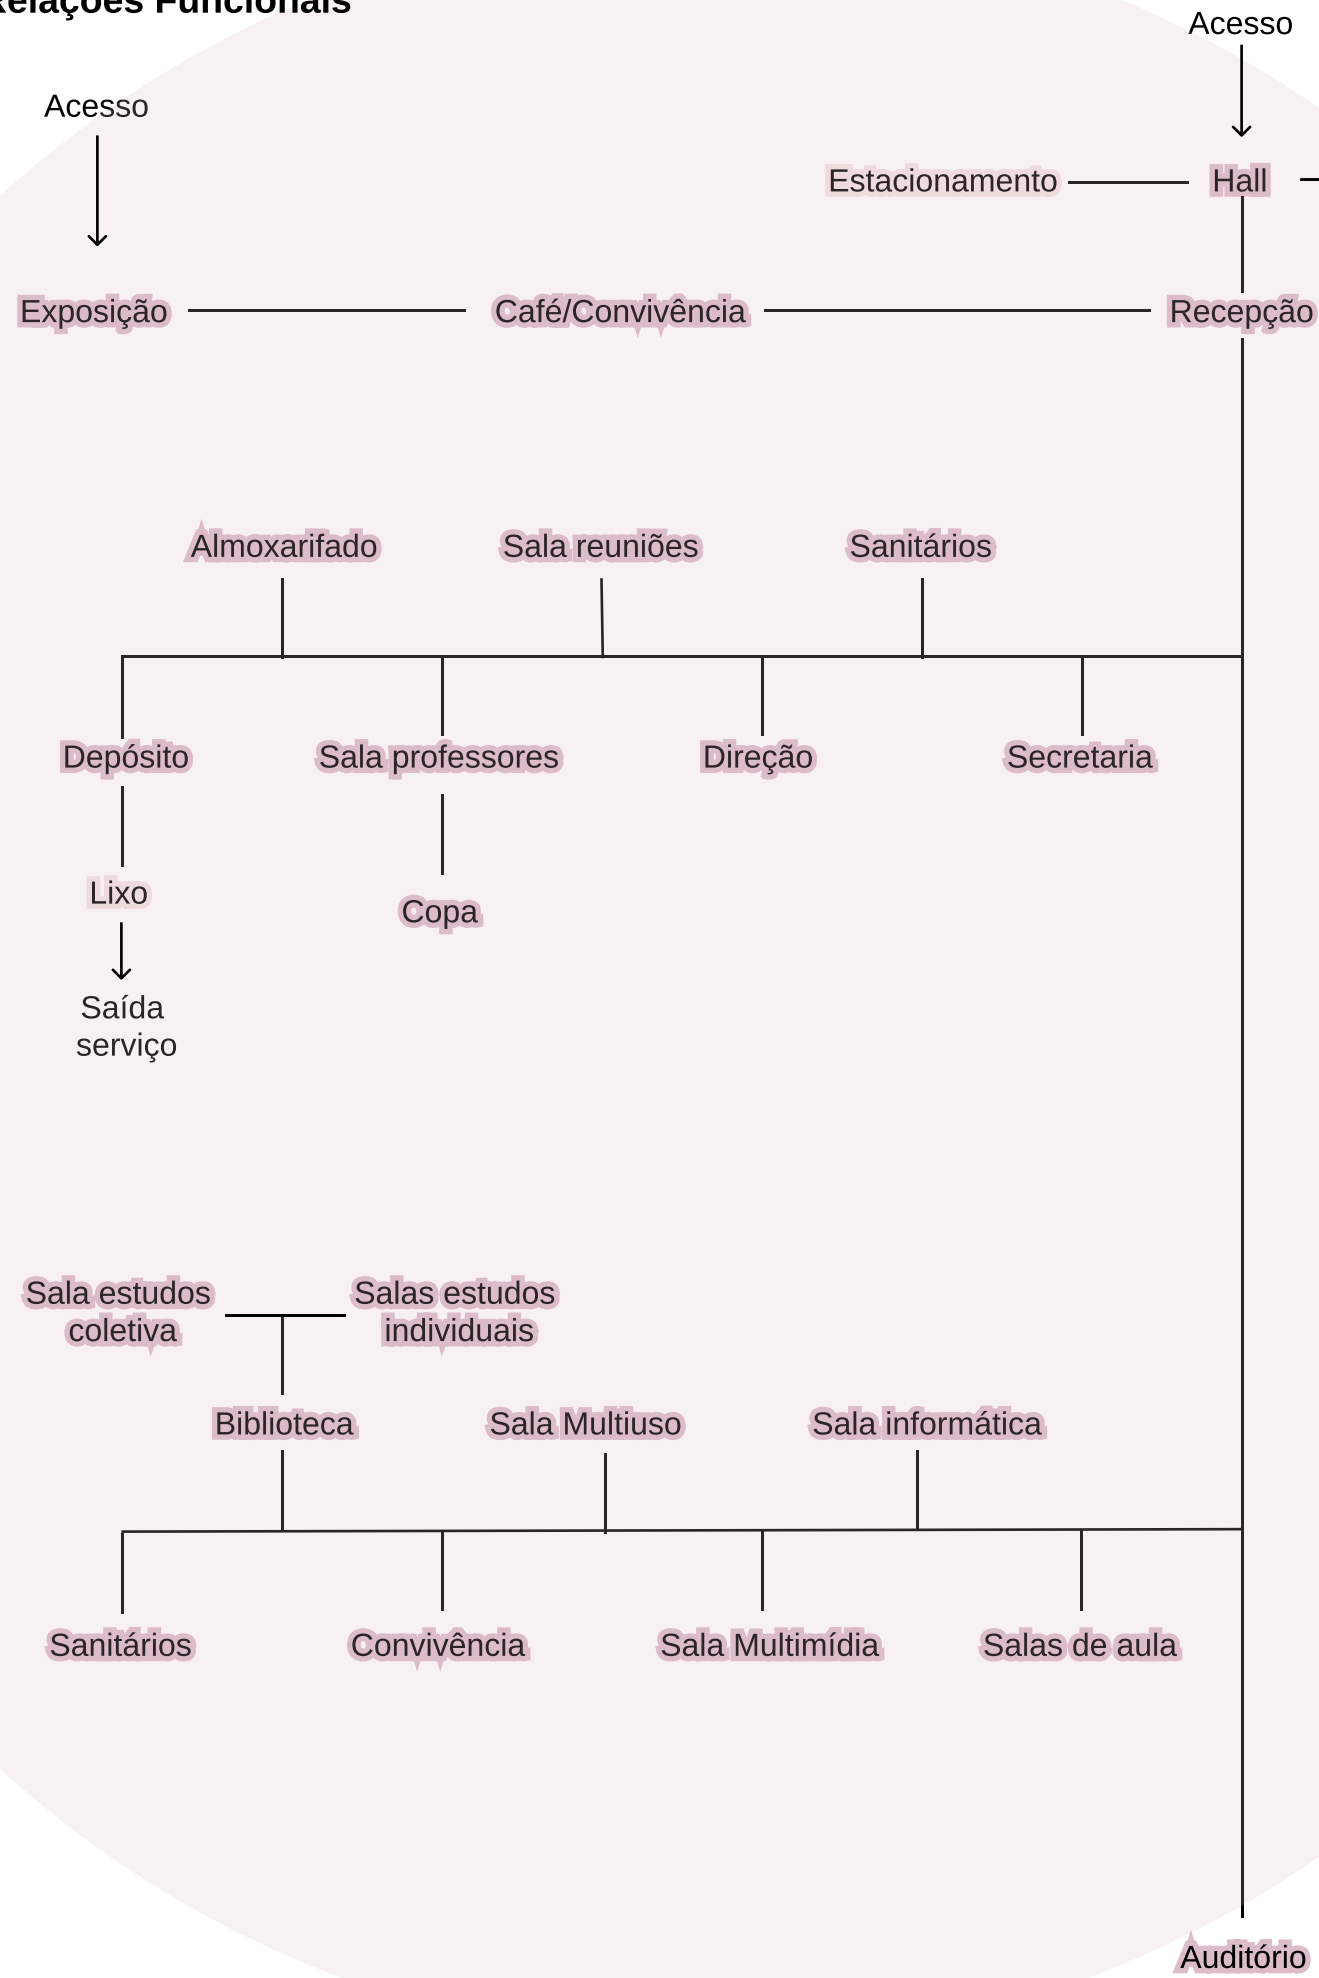 Relações Funcionais
Acesso
Acesso
Estacionamento
Hall
Exposição
Café/Convivência
Recepção
Almoxarifado
Sala reuniões
Sanitários
Depósito
Sala professores
Direção
Secretaria
Lixo
Copa
Saída
serviço
Sala estudos
coletiva
Salas estudos
individuais
Biblioteca
Sala Multiuso
Sala informática
Sanitários
Convivência
Sala Multimídia
Salas de aula
Auditório